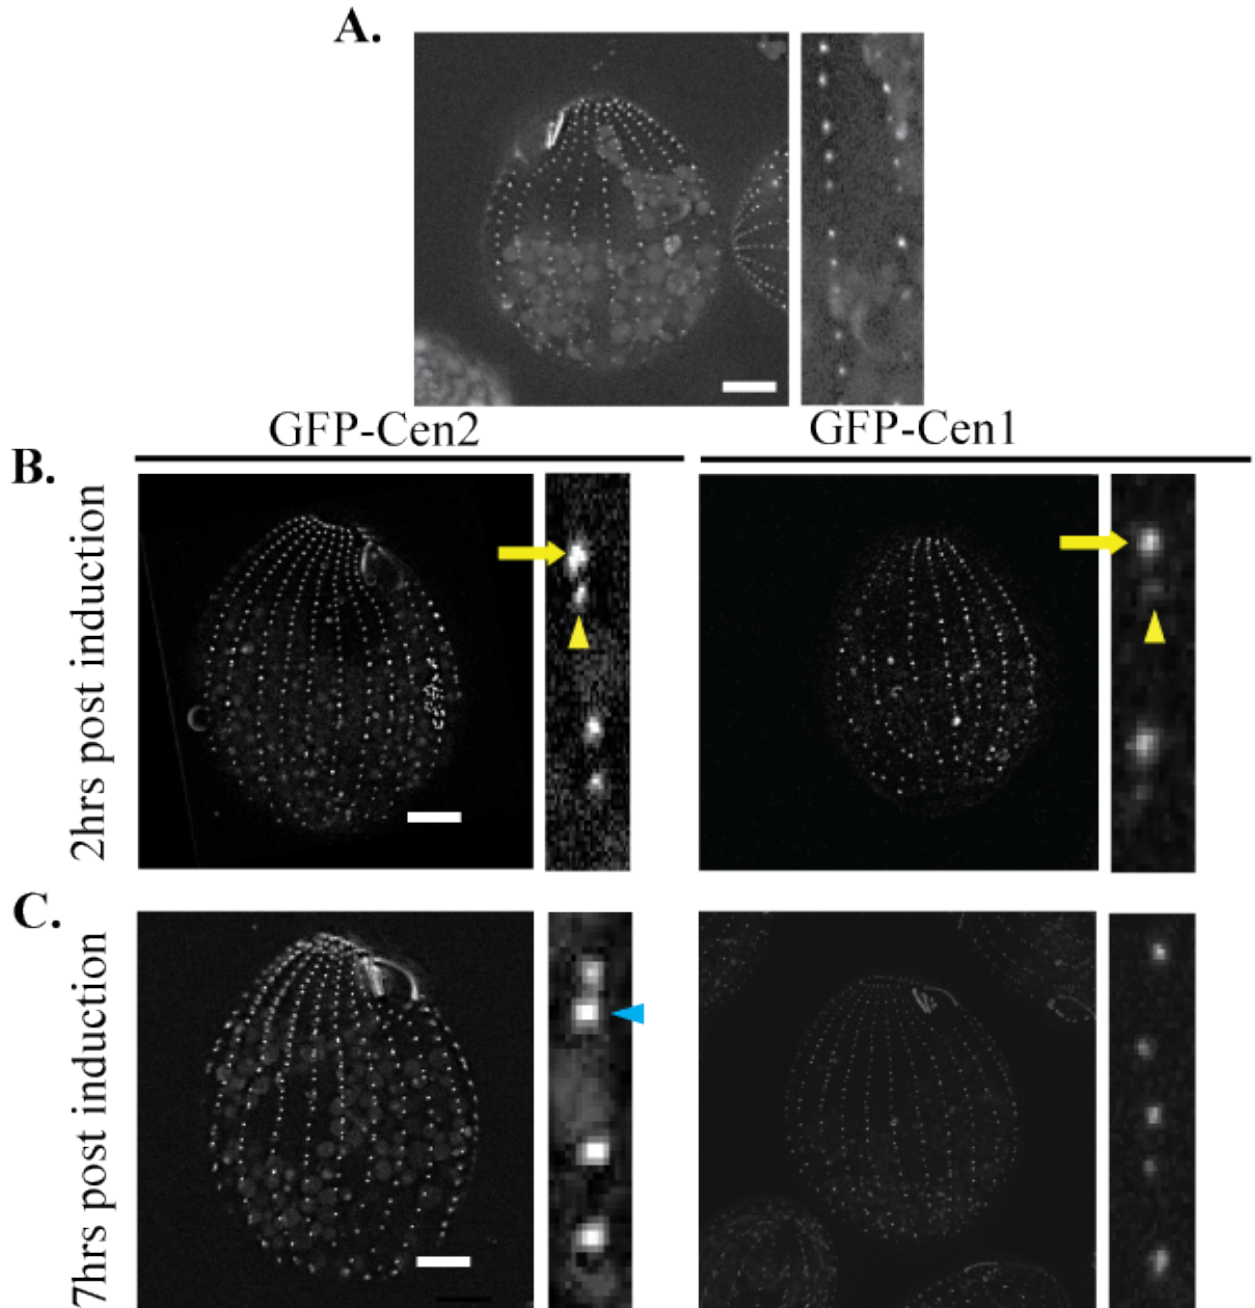 A.
GFP-Cen2
GFP-Cen1
B.
2hrs post induction
C.
7hrs post induction